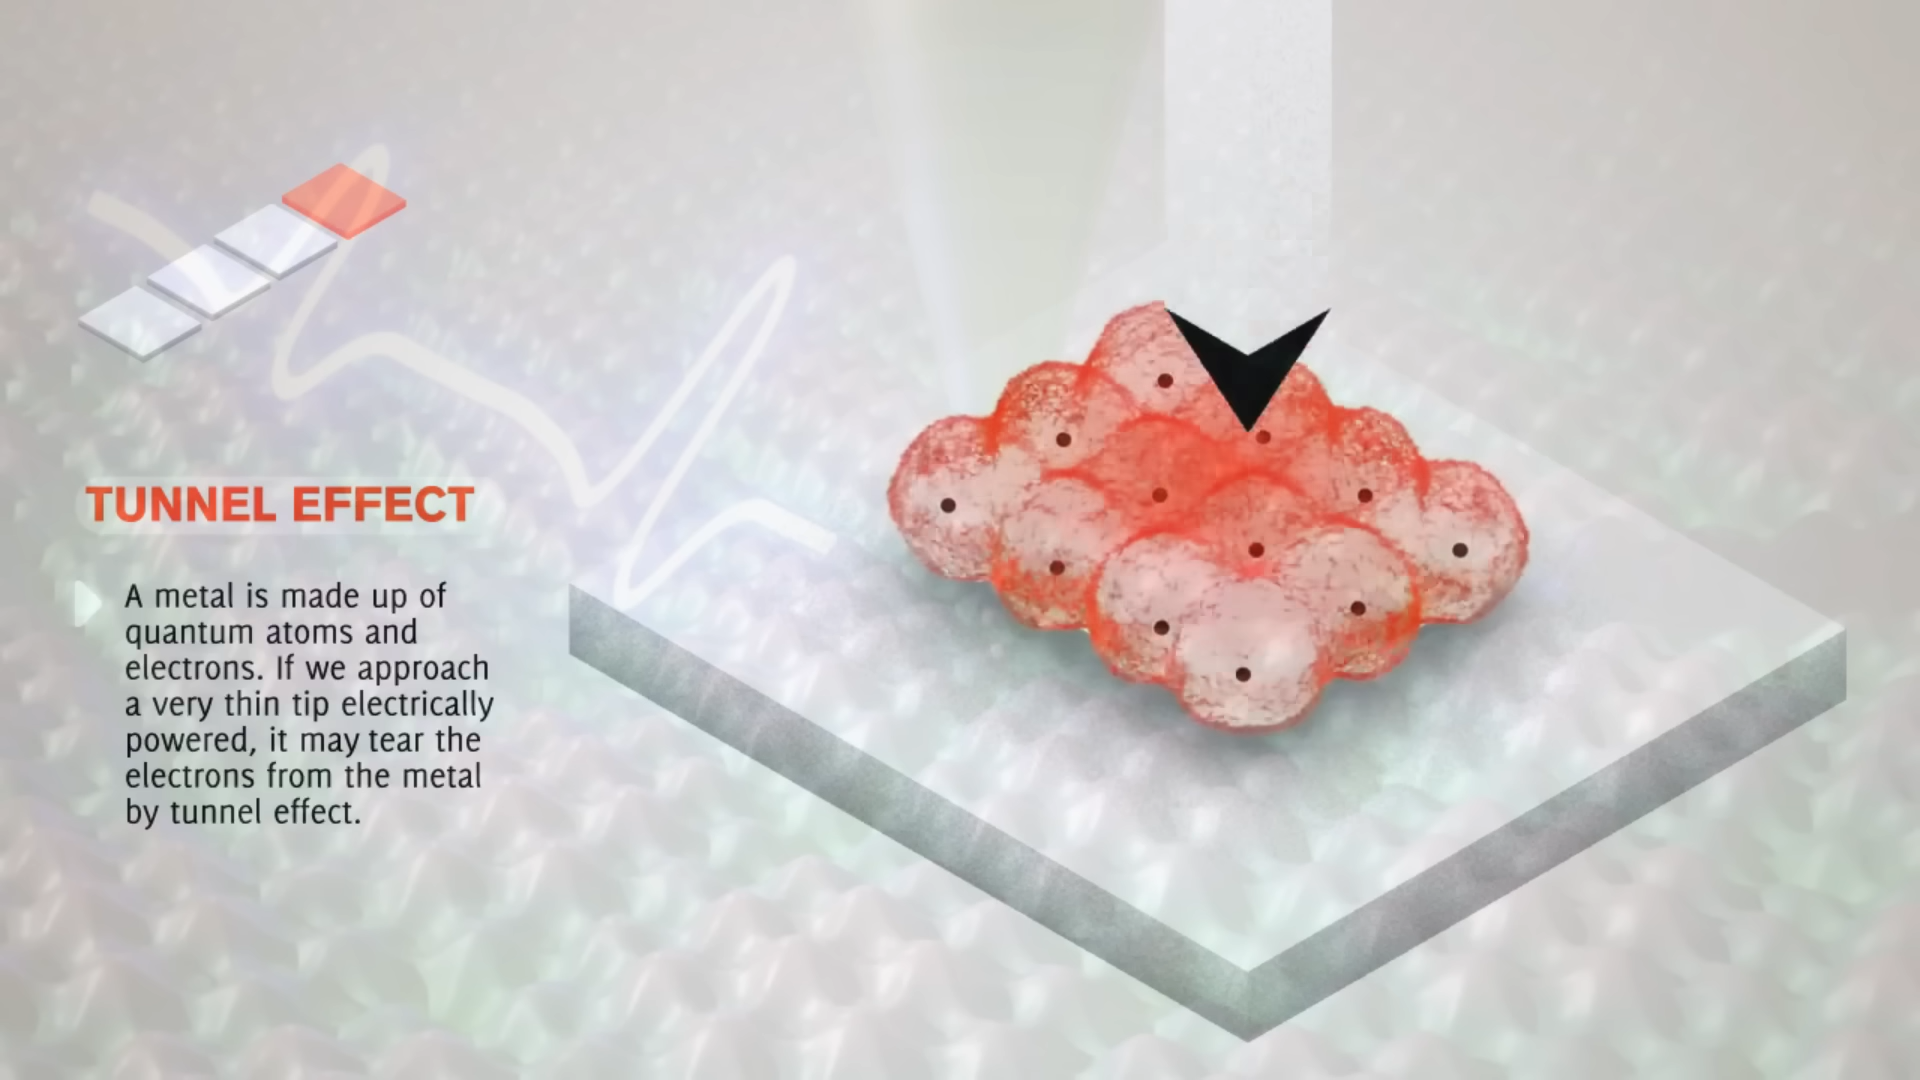 TUNNEL EFFECT
A metal is made up of
quantum atoms and
electrons. If we approach
a very thin tip electrically
powered, it may tear the
electrons from the metal
by tunnel effect.